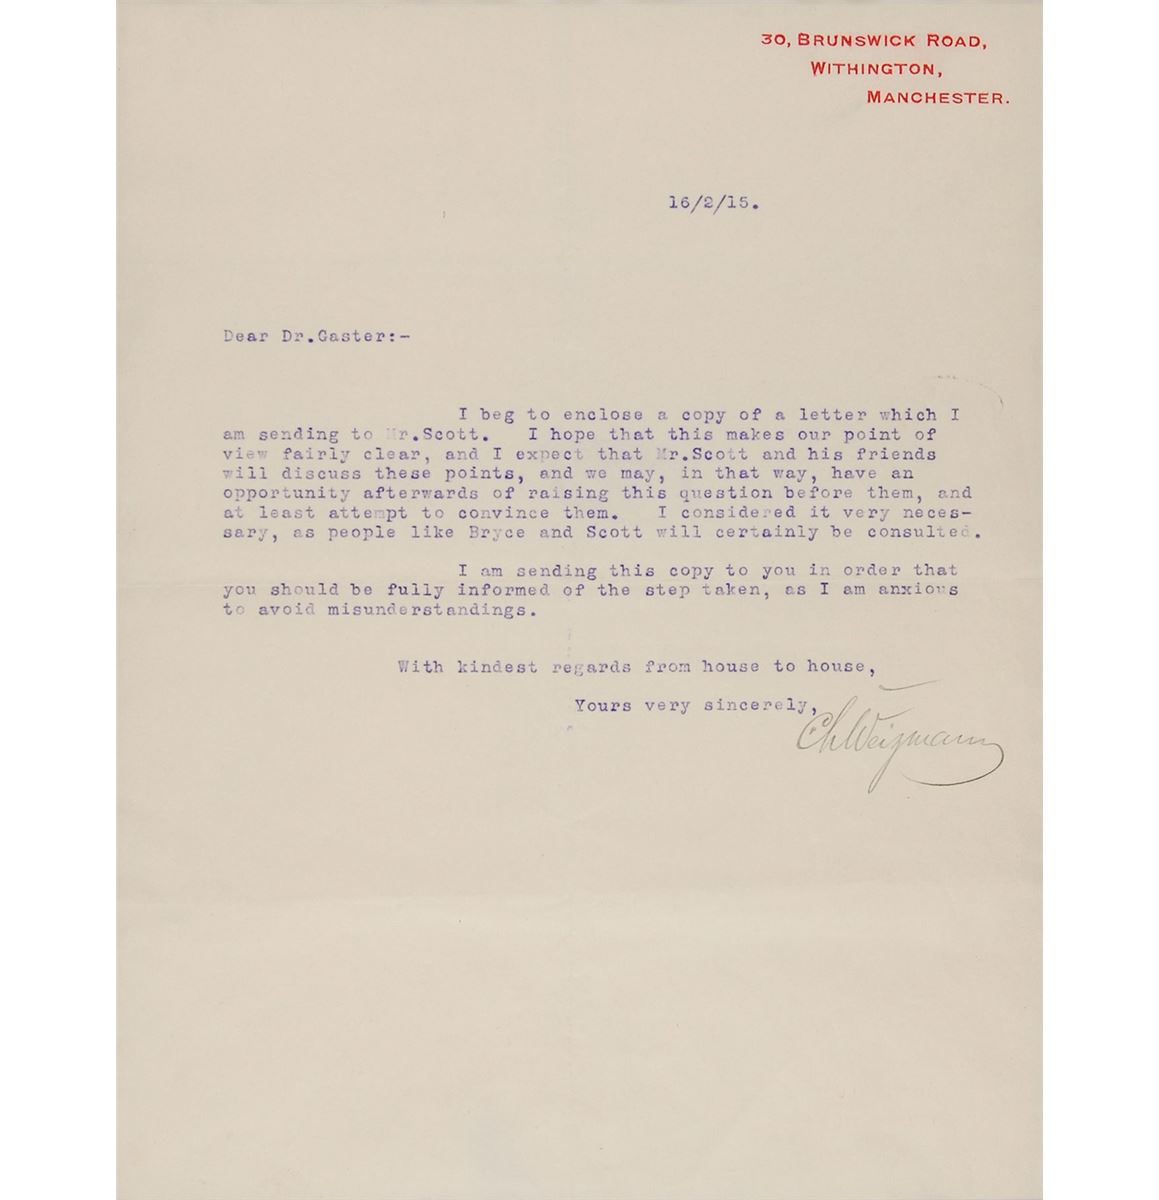 30, BRUNSWICK ROAD,
WITHINGTON,
MANCHESTER.
16/2/15.
Dear Dr.Gaster:-
I beg to enclose a copy of a letter which I
am sending to Mr.Scott.   I hope that this makes our point of
view fairly clear, and I expect that Mr.Scott and his friends
will discuss these points, and we may, in that way, have an
opportunity afterwards of raising this question before them, and
at least attempt to convince them.   I considered it very neces-
sary, as people like Bryce and Scott will certainly be consulted.
I am sending this copy to you in order that
you should be fully informed of the step taken, as I am anxious
to avoid misunderstandings.
With kindest regards from house to house,
Yours very sincerely,
Ch Weizmann